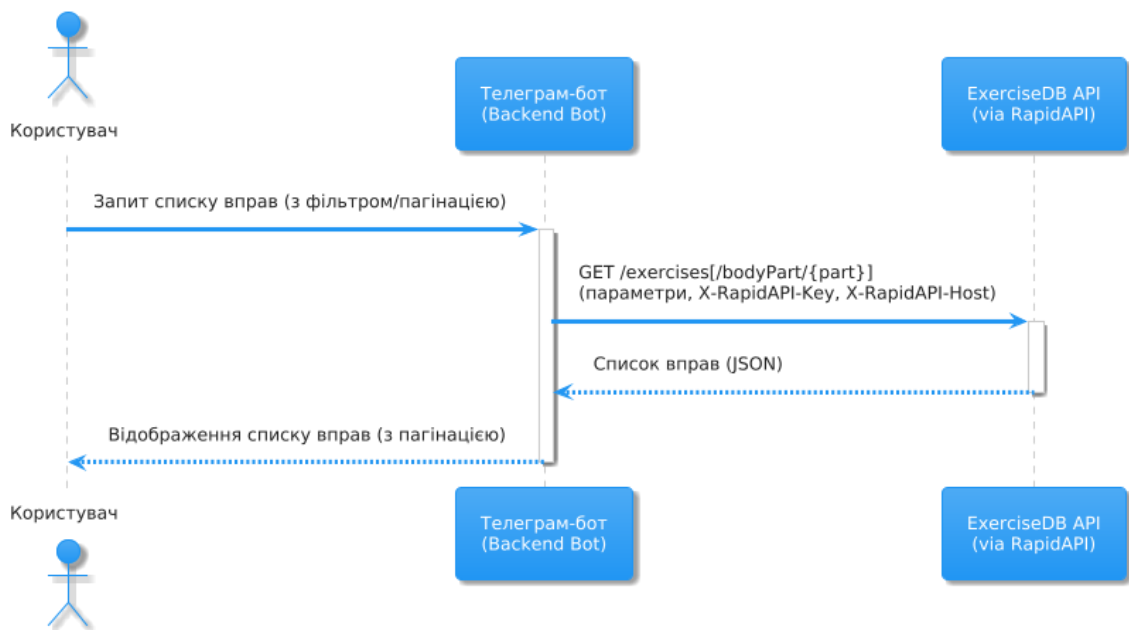 Користувач
Телеграм-бот
(Backend Bot)
ExerciseDB API
(via RapidAPI)
Запит списку вправ (з фільтром/пагінацією)
GET /exercises[/bodyPart/{part}]
(параметри, X-RapidAPI-Key, X-RapidAPI-Host)
Список вправ (JSON)
Відображення списку вправ (з пагінацією)
Користувач
Телеграм-бот
(Backend Bot)
ExerciseDB API
(via RapidAPI)